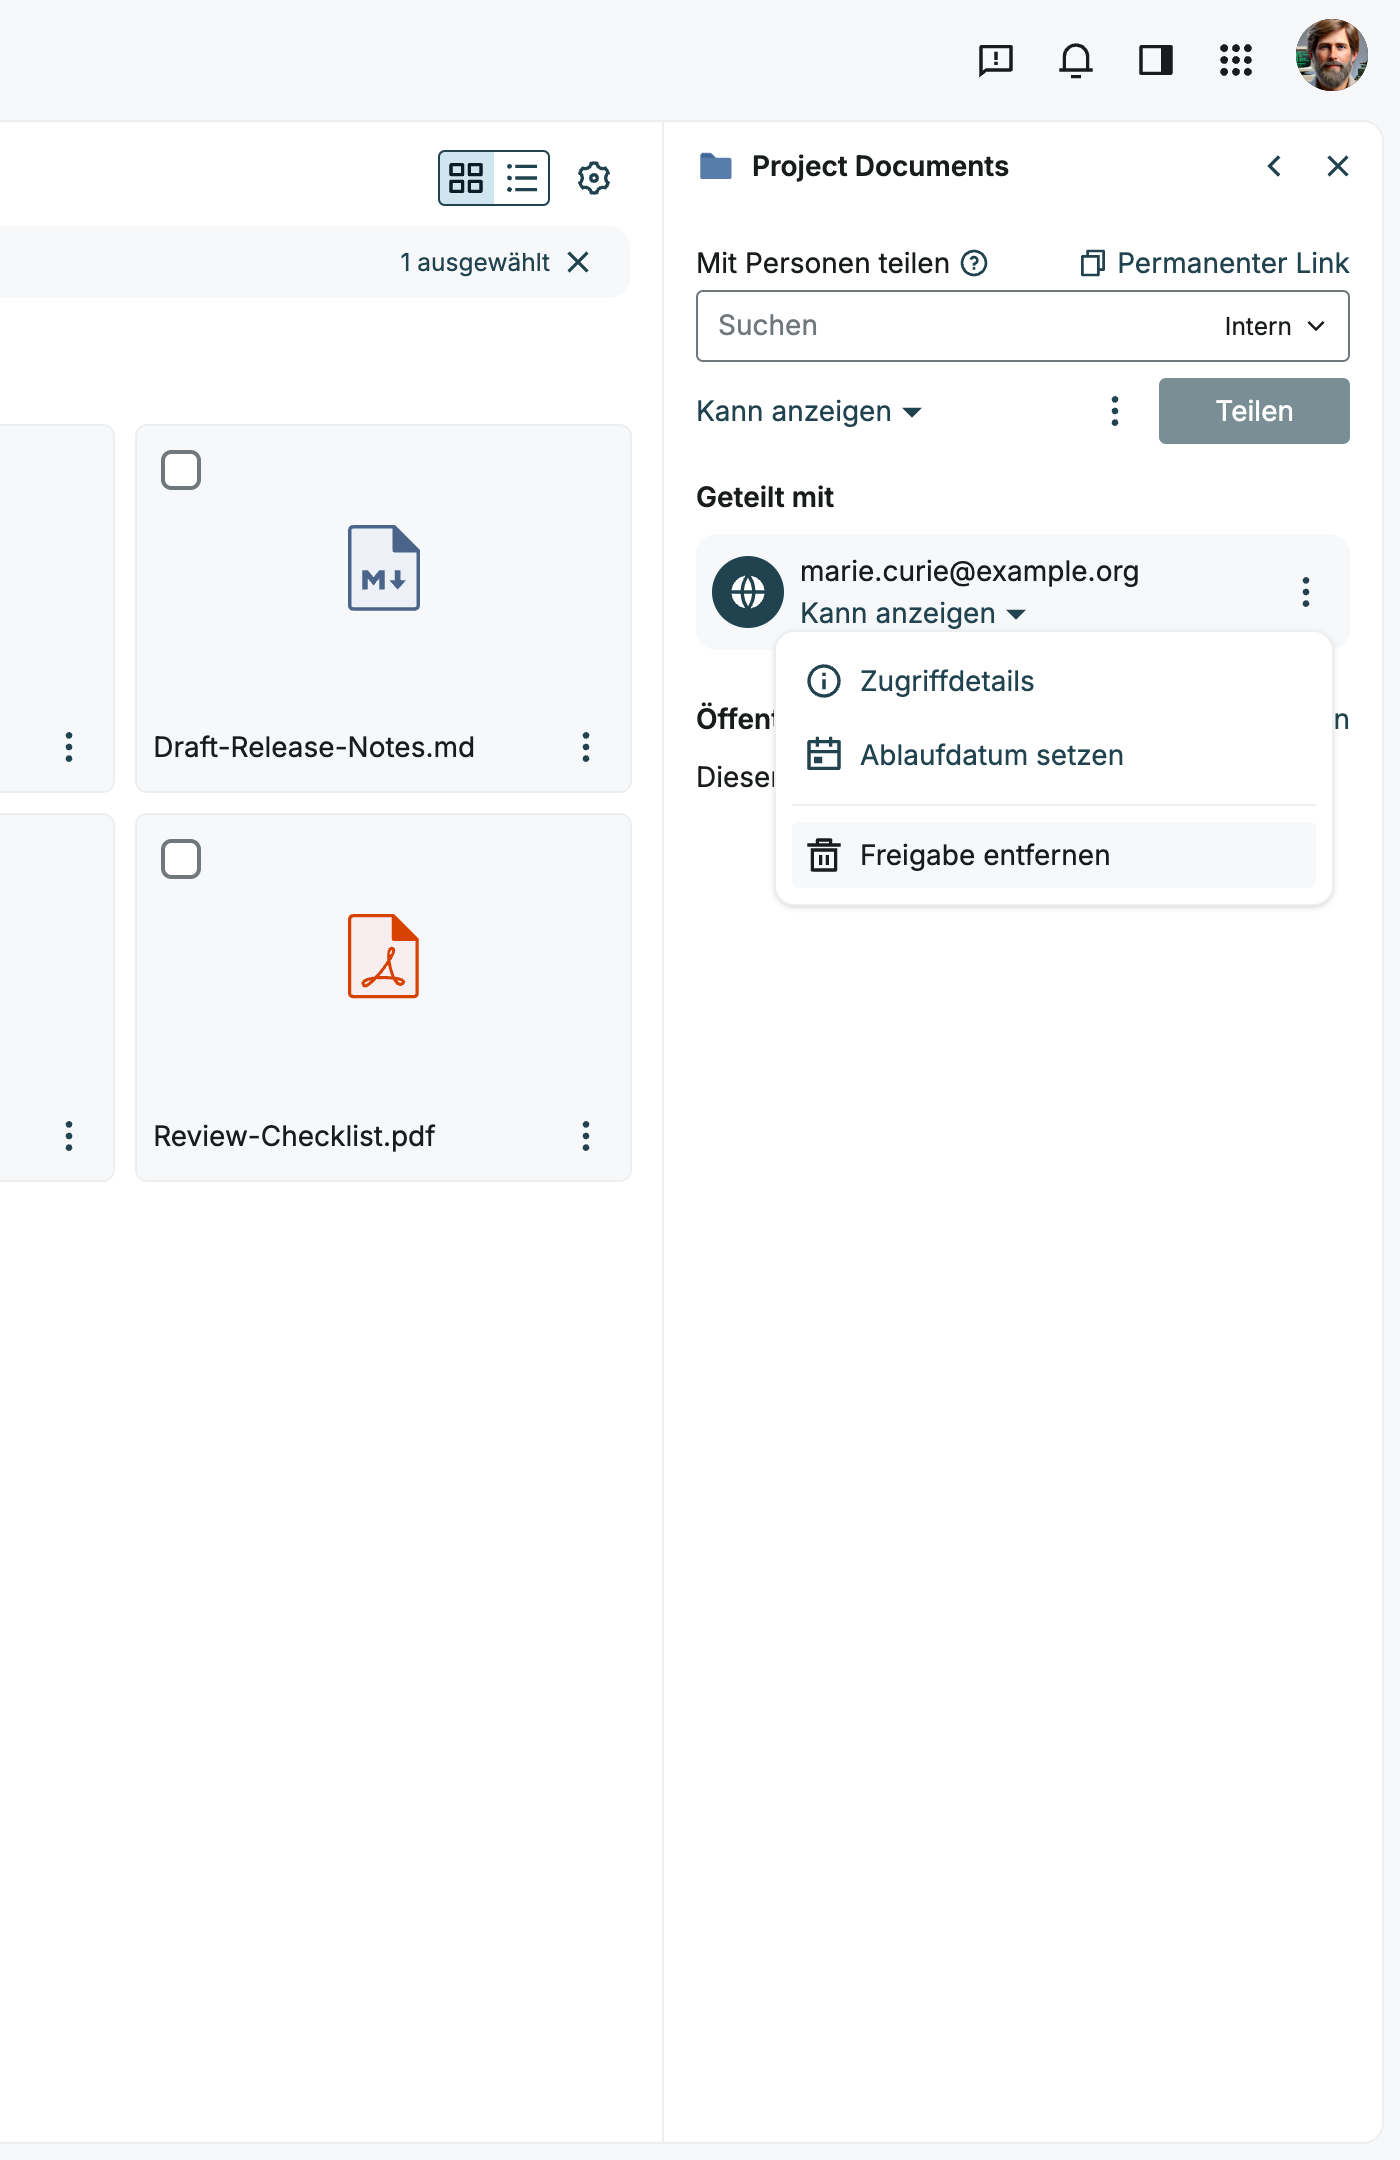 Project Documents
1 ausgewählt
Mit Personen teilen
Permanenter Link
Suchen
Intern
Kann anzeigen
Teilen
Geteilt mit
marie.curie@example.org
Kann anzeigen
Zugriffdetails
Ablaufdatum setzen
Freigabe entfernen
Draft-Release-Notes.md
Review-Checklist.pdf